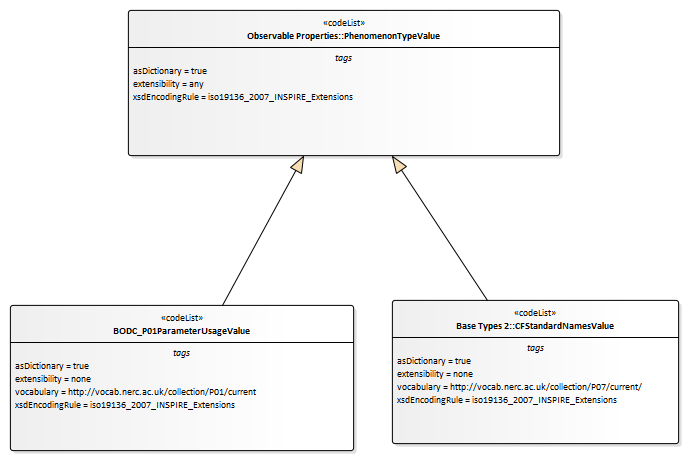 «codeList»
Observable Properties::PhenomenonTypeValue
tags
asDictionary = true
extensibility = any
xsdEncodingRule = iso19136_2007_INSPIRE_Extensions
«codeList»
BODC_P01ParameterUsageValue
tags
asDictionary = true
extensibility = none
vocabulary = http://vocab.nerc.ac.uk/collection/P01/current
xsdEncodingRule = iso19136_2007_INSPIRE_Extensions
«codeList»
Base Types 2::CFStandardNamesValue
tags
asDictionary = true
extensibility = none
vocabulary = http://vocab.nerc.ac.uk/collection/P07/current/
xsdEncodingRule = iso19136_2007_INSPIRE_Extensions